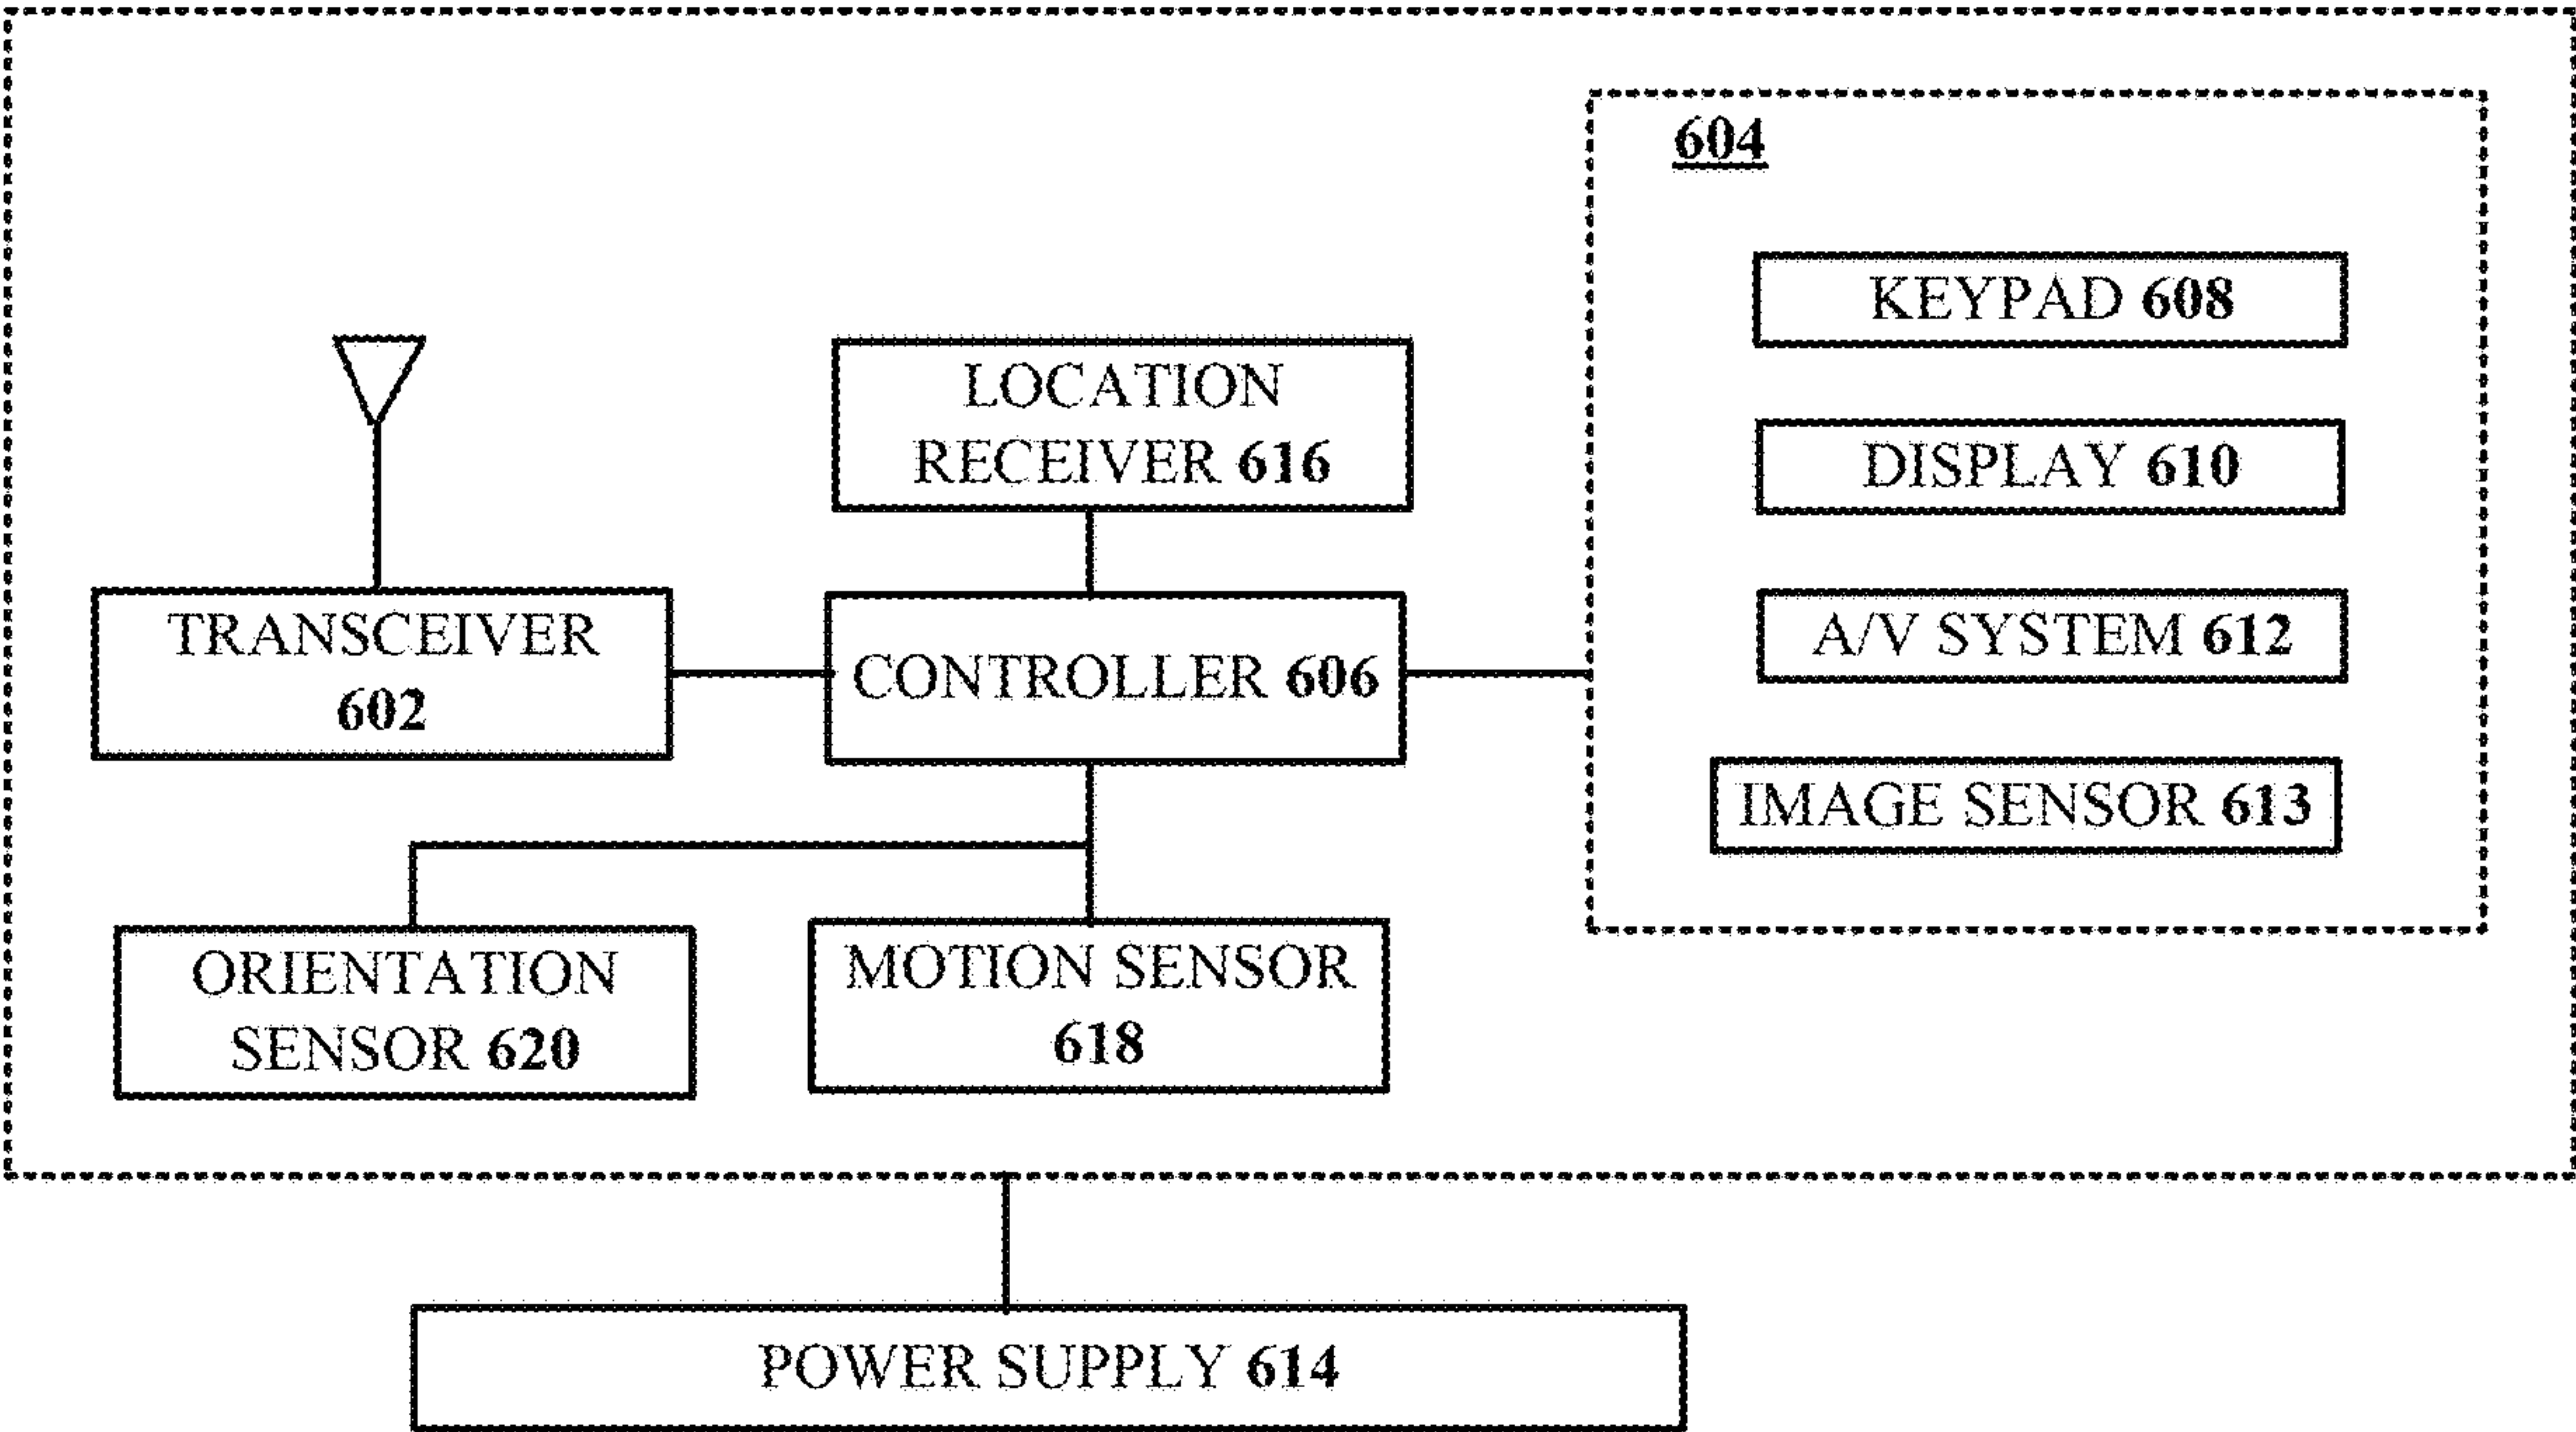 604
KEYPAD 608
LOCATION
RECEIVER 616
DISPLAY 610
TRANSCEIVER
602
CONTROLLER 606
A/V SYSTEM 612
IMAGE SENSOR 613
ORIENTATION
SENSOR 620
MOTION SENSOR
618
POWER SUPPLY 614